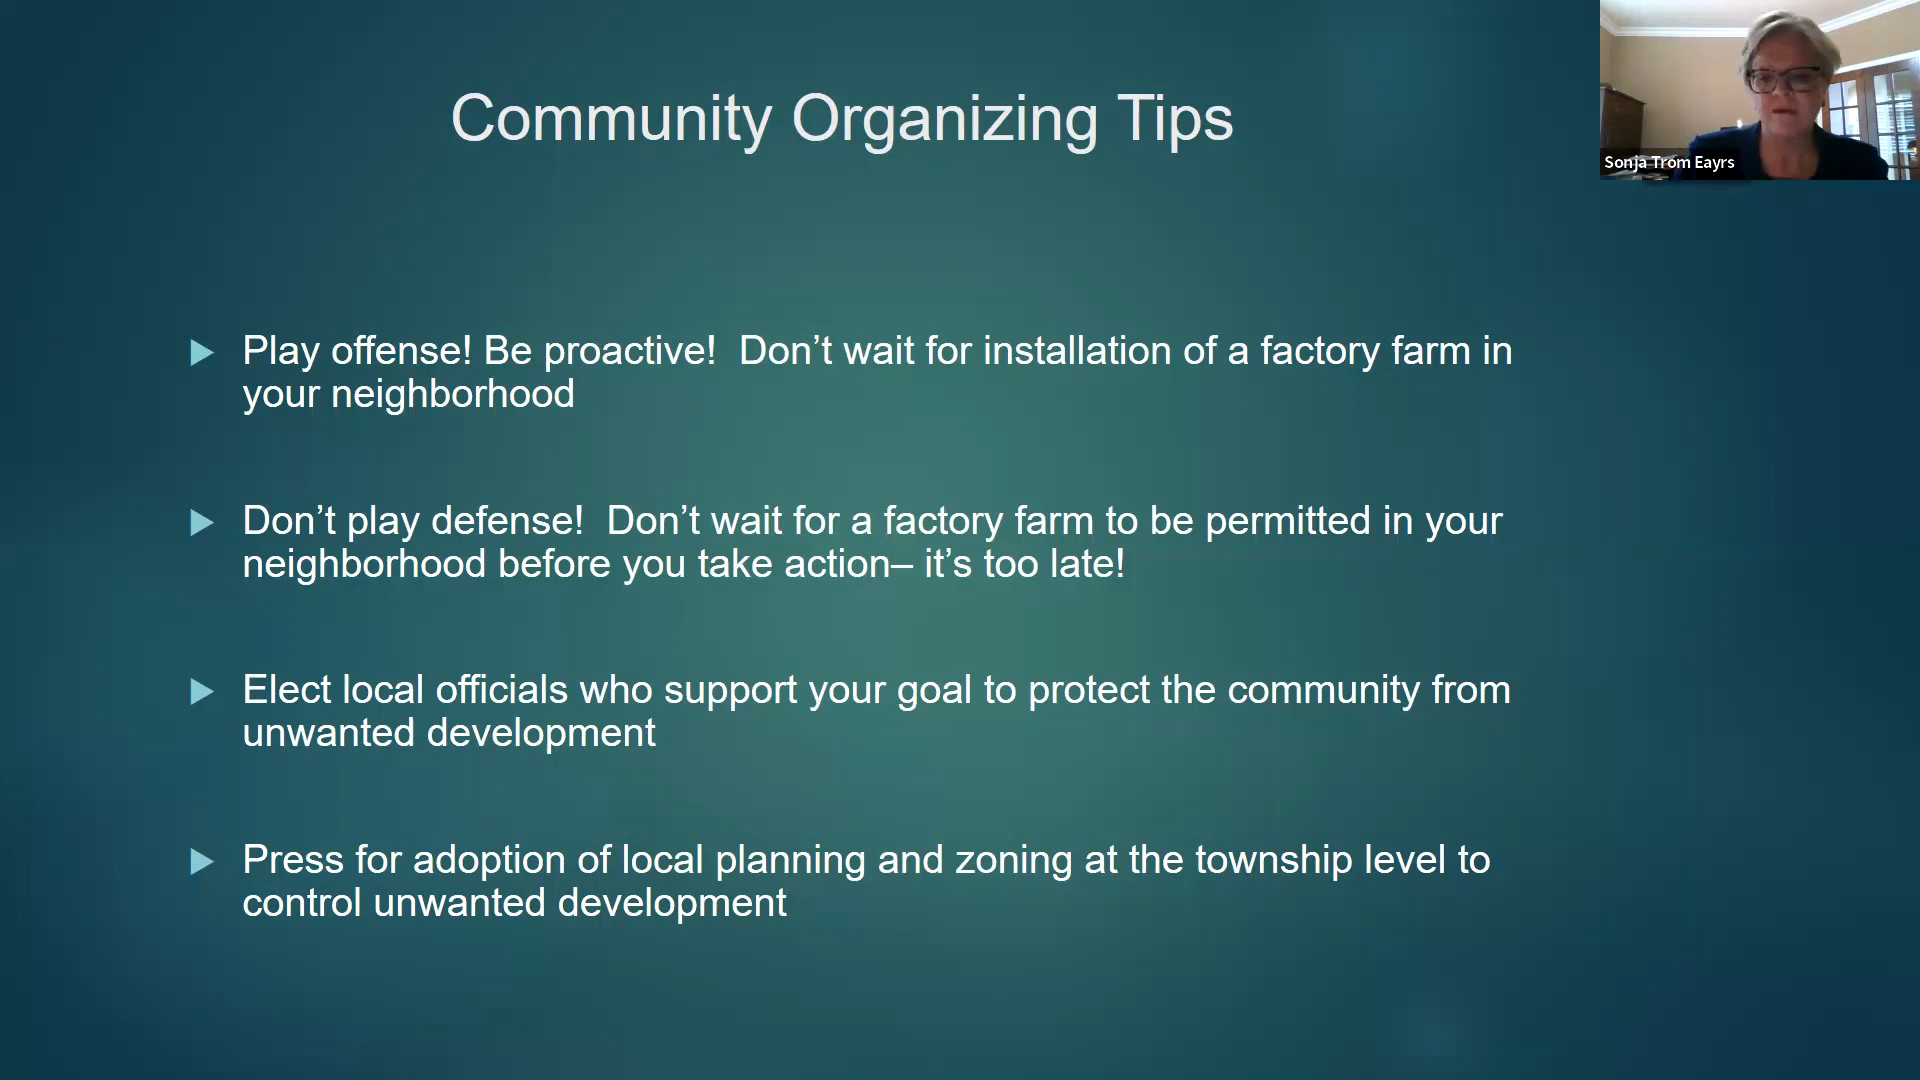 Community Organizing Tips
Sonja Trom Eayrs
Play offense! Be proactive!  Don’t wait for installation of a factory farm in
your neighborhood
Don’t play defense!  Don’t wait for a factory farm to be permitted in your
neighborhood before you take action– it’s too late!
Elect local officials who support your goal to protect the community from
unwanted development
Press for adoption of local planning and zoning at the township level to
control unwanted development